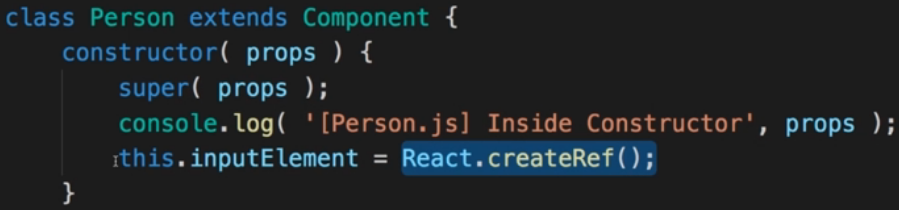 class Person extends Component {
constructor( props ) {
super( props );
console.log( '[Person.js] Inside Constructor', props );
this.inputElement = React.createRef();
}